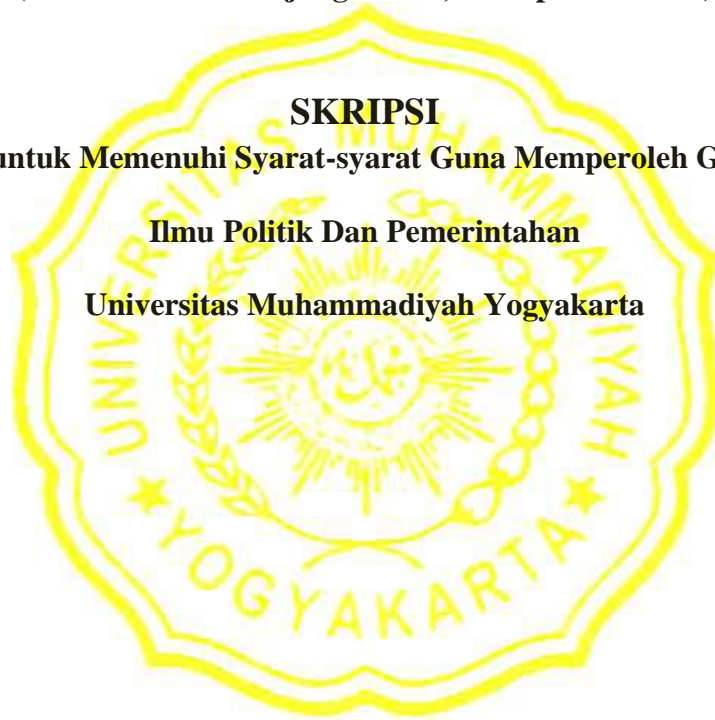 SKRIPSI
untuk Memenuhi Syarat-syarat Guna Memperoleh G
Ilmu Politik Dan Pemerintahan
Universitas Muhammadiyah Yogyakarta
UNIVERSITAS MUHAMMADIYAH
★ YOGYAKARTA ★